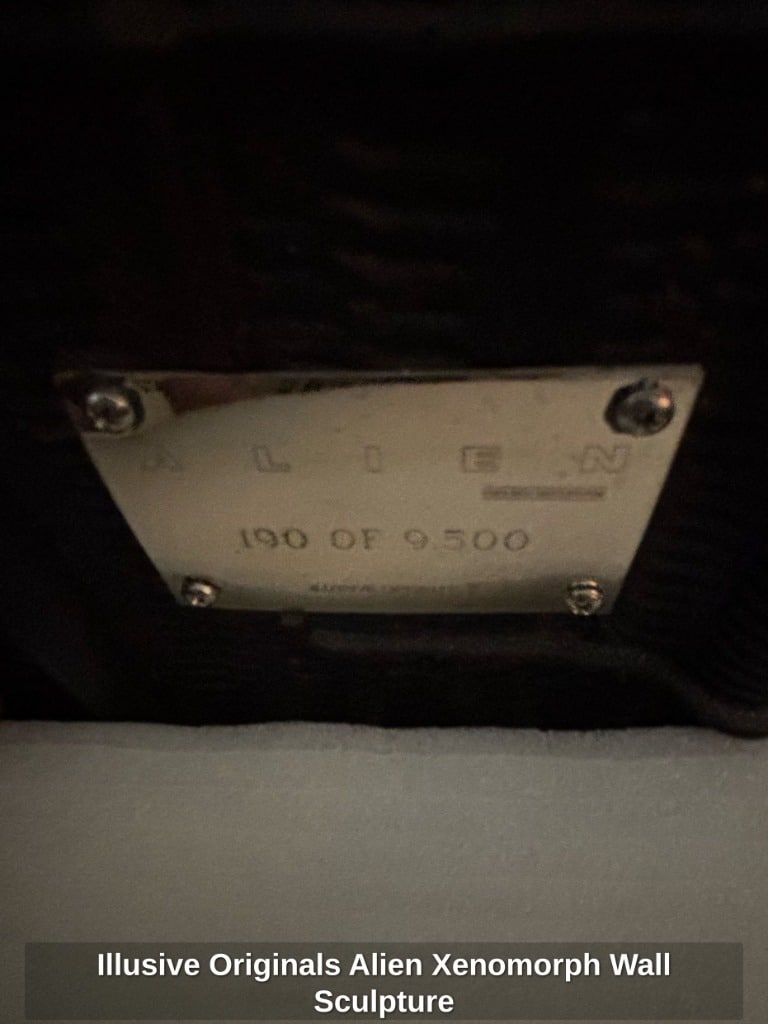 A L I E N
190 OF 9,500
Illusive Originals Alien Xenomorph Wall
Sculpture